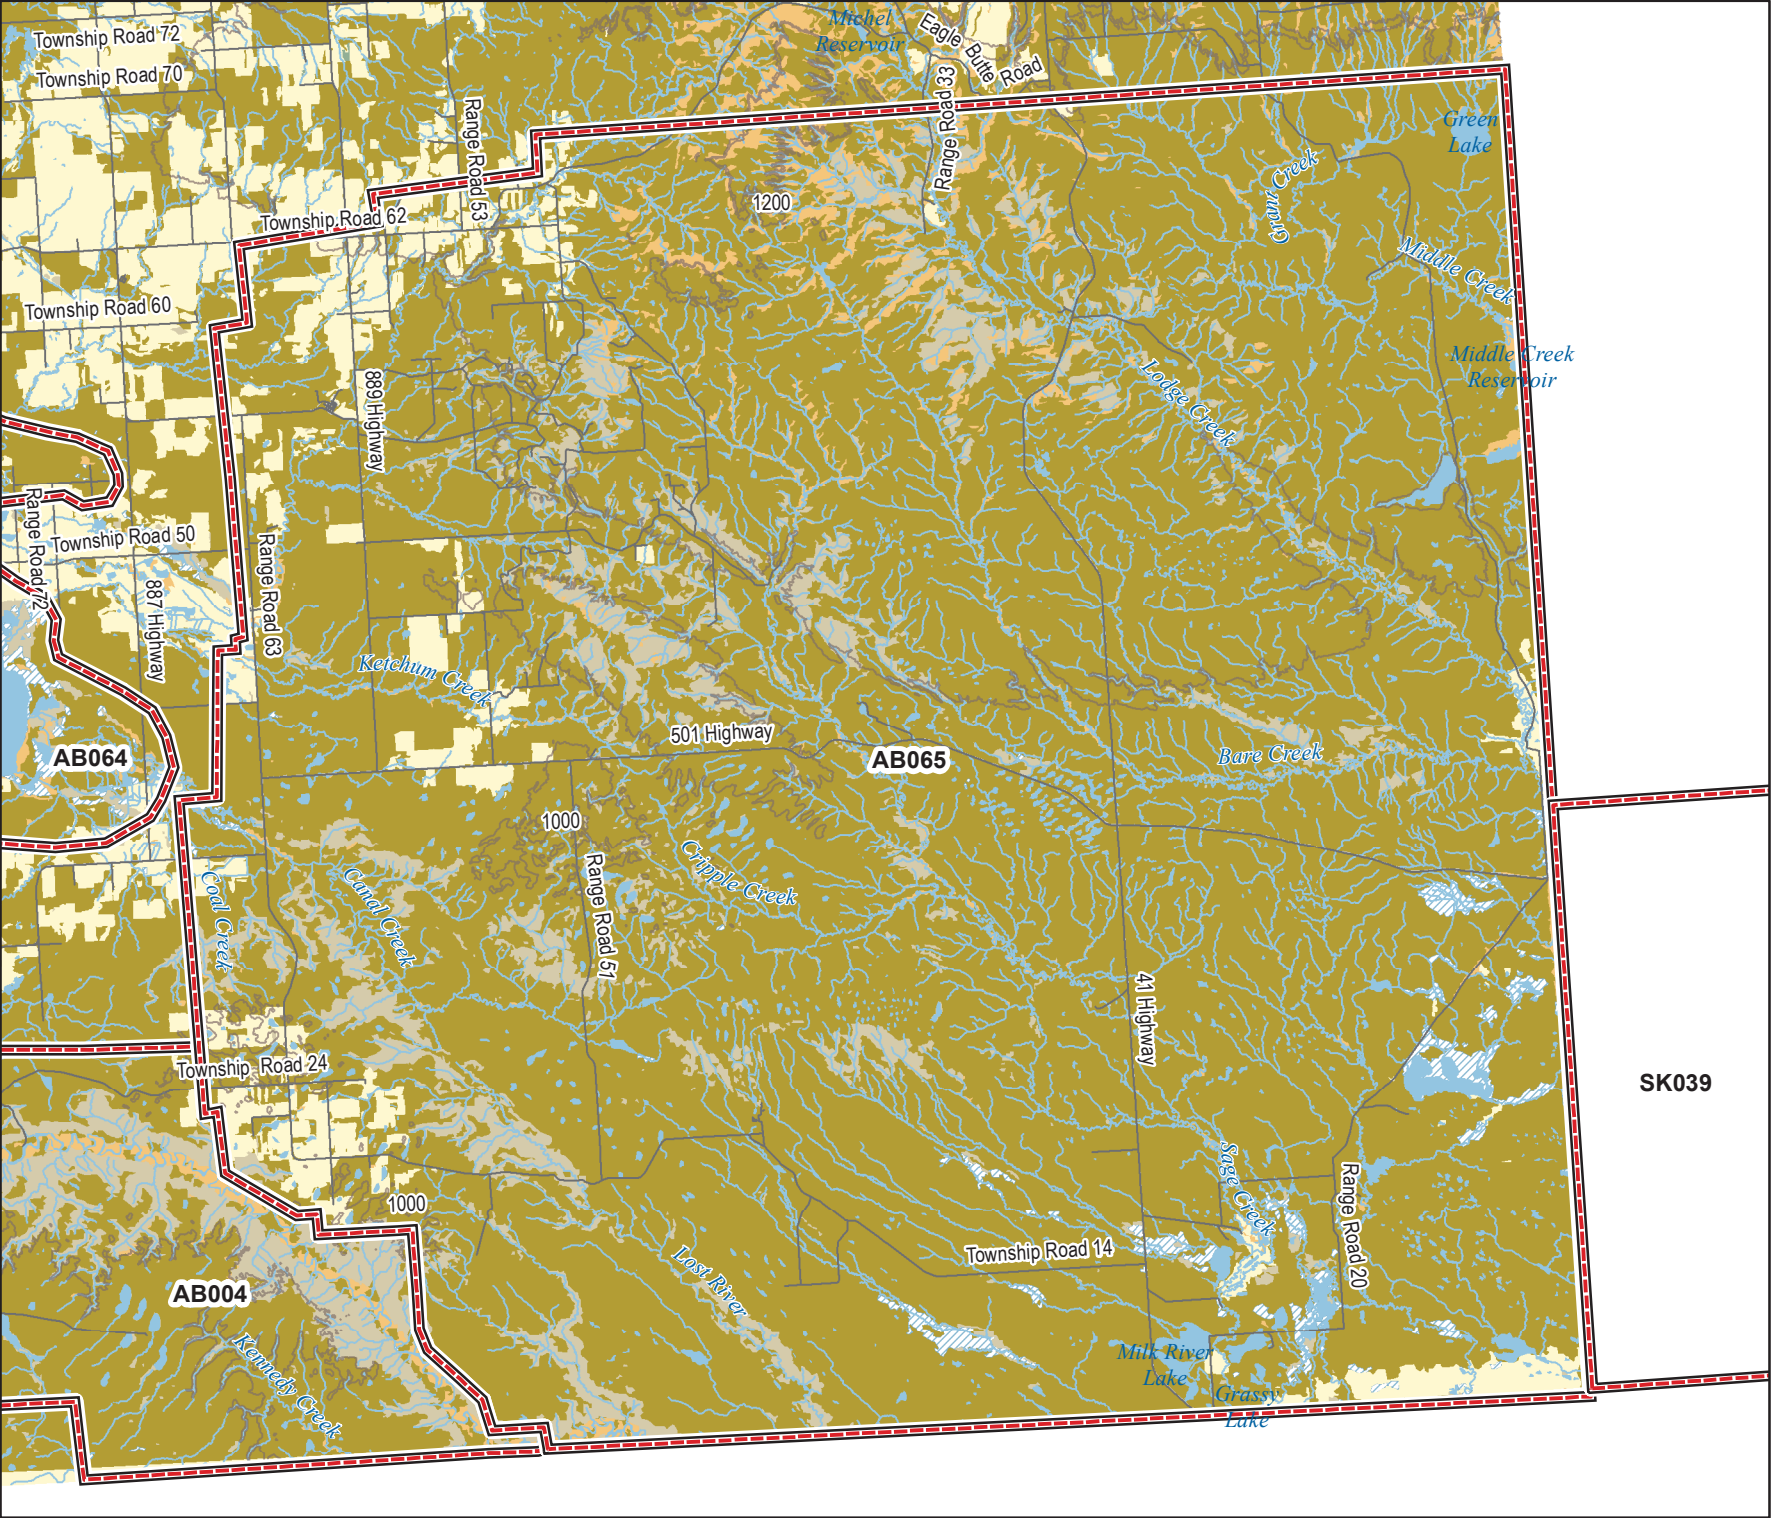 Michel
Reservoir
Eagle Butte Road
Township Road 72
Township Road 70
Range Road 33
Range Road 53
Green
Lake
Grant Creek
1200
Township Road 62
Middle Creek
Township Road 60
Middle Creek
Reservoir
Lodge Creek
889 Highway
Range Road 72
Township Road 50
Range Road 63
887 Highway
Ketchum Creek
501 Highway
AB064
AB065
Bare Creek
1000
Cripple Creek
Range Road 51
Coal Creek
Canal Creek
41 Highway
Township Road 24
SK039
Sage Creek
Range Road 20
1000
Township Road 14
Lost River
AB004
Kennedy Creek
Milk River
Lake
Grassy
Lake